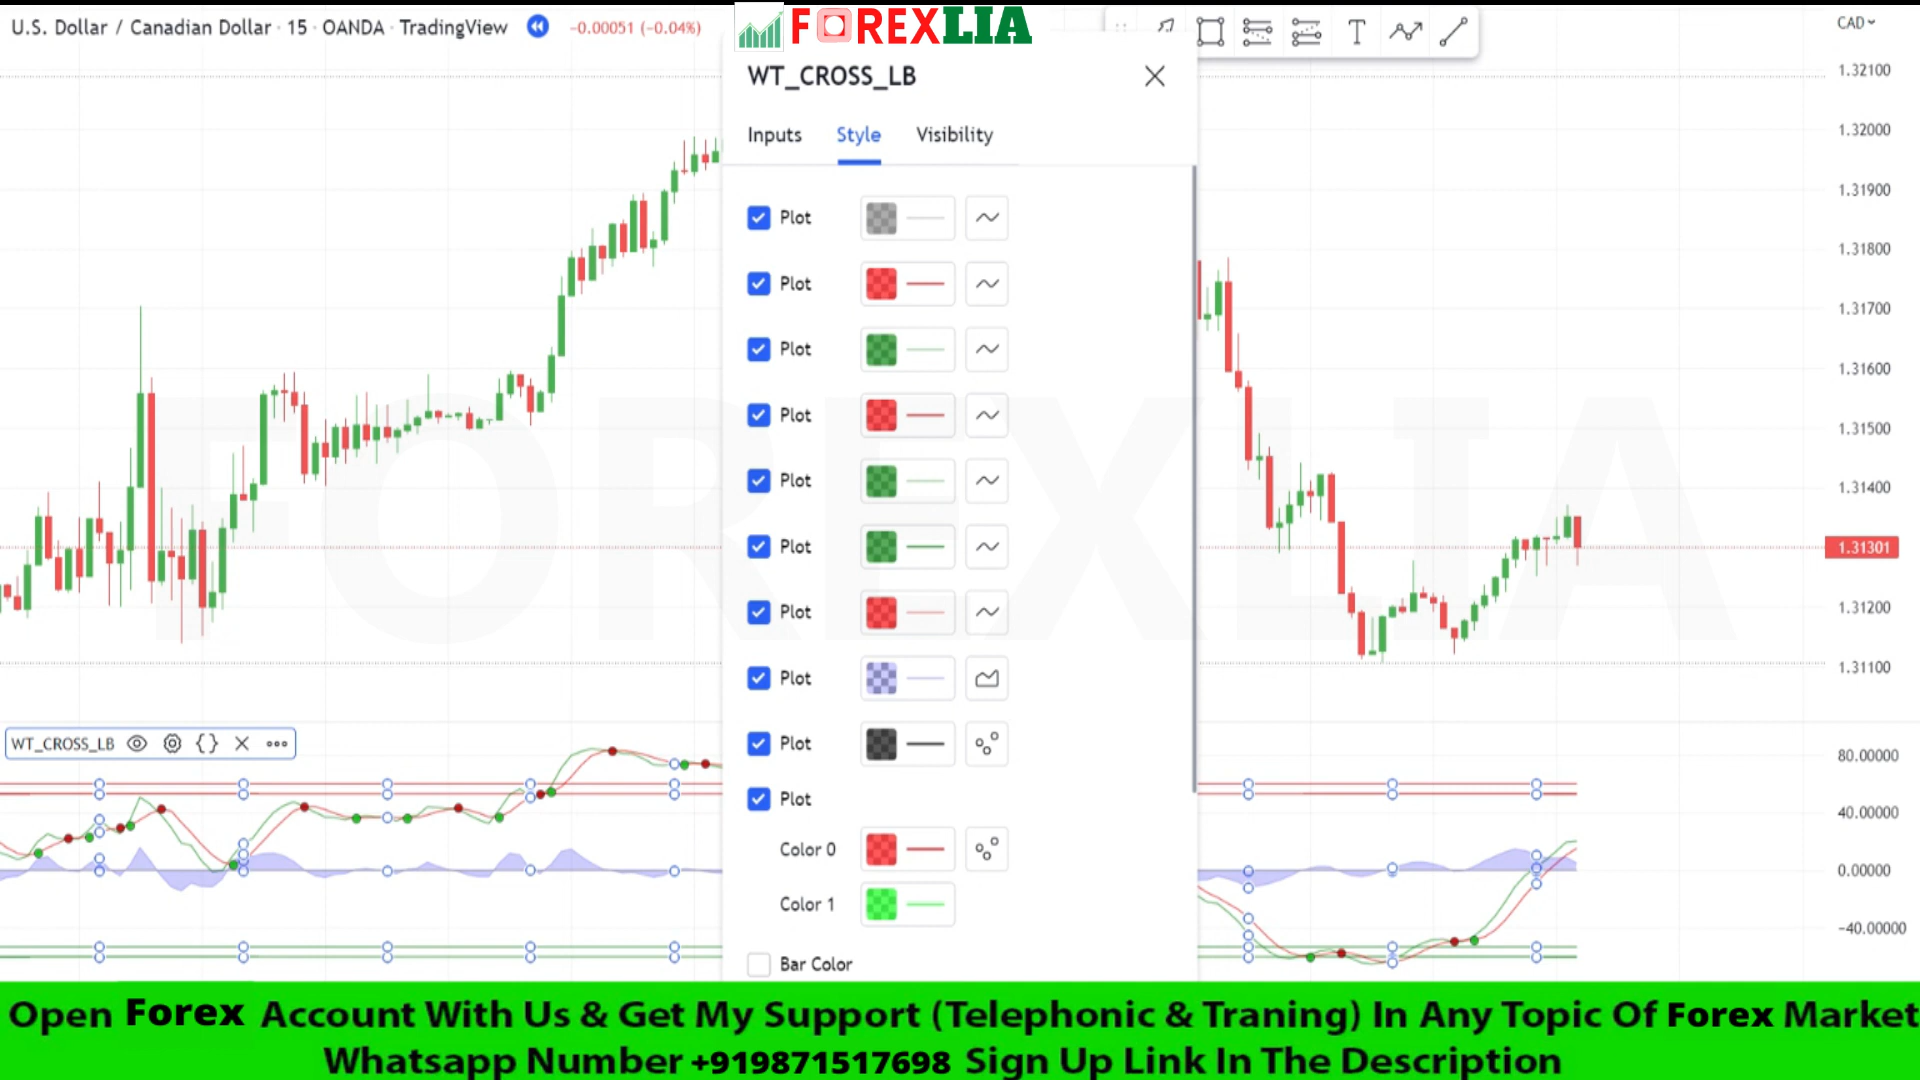 U.S. Dollar / Canadian Dollar · 15 · OANDA · TradingView
-0.00051 (-0.04%)
FOREXLIA
CAD
WT_CROSS_LB
Inputs Style Visibility
Plot
Plot
Plot
Plot
Plot
Plot
Plot
Plot
Plot
Plot
Color 0
Color 1
Bar Color
1.32100
1.32000
1.31900
1.31800
1.31700
1.31600
1.31500
1.31400
1.31301
1.31200
1.31100
FOREXLIA
WT_CROSS_LB
80.00000
40.00000
0.00000
-40.00000
Open Forex Account With Us & Get My Support (Telephonic & Traning) In Any Topic Of Forex Market
Whatsapp Number +919871517698 Sign Up Link In The Description